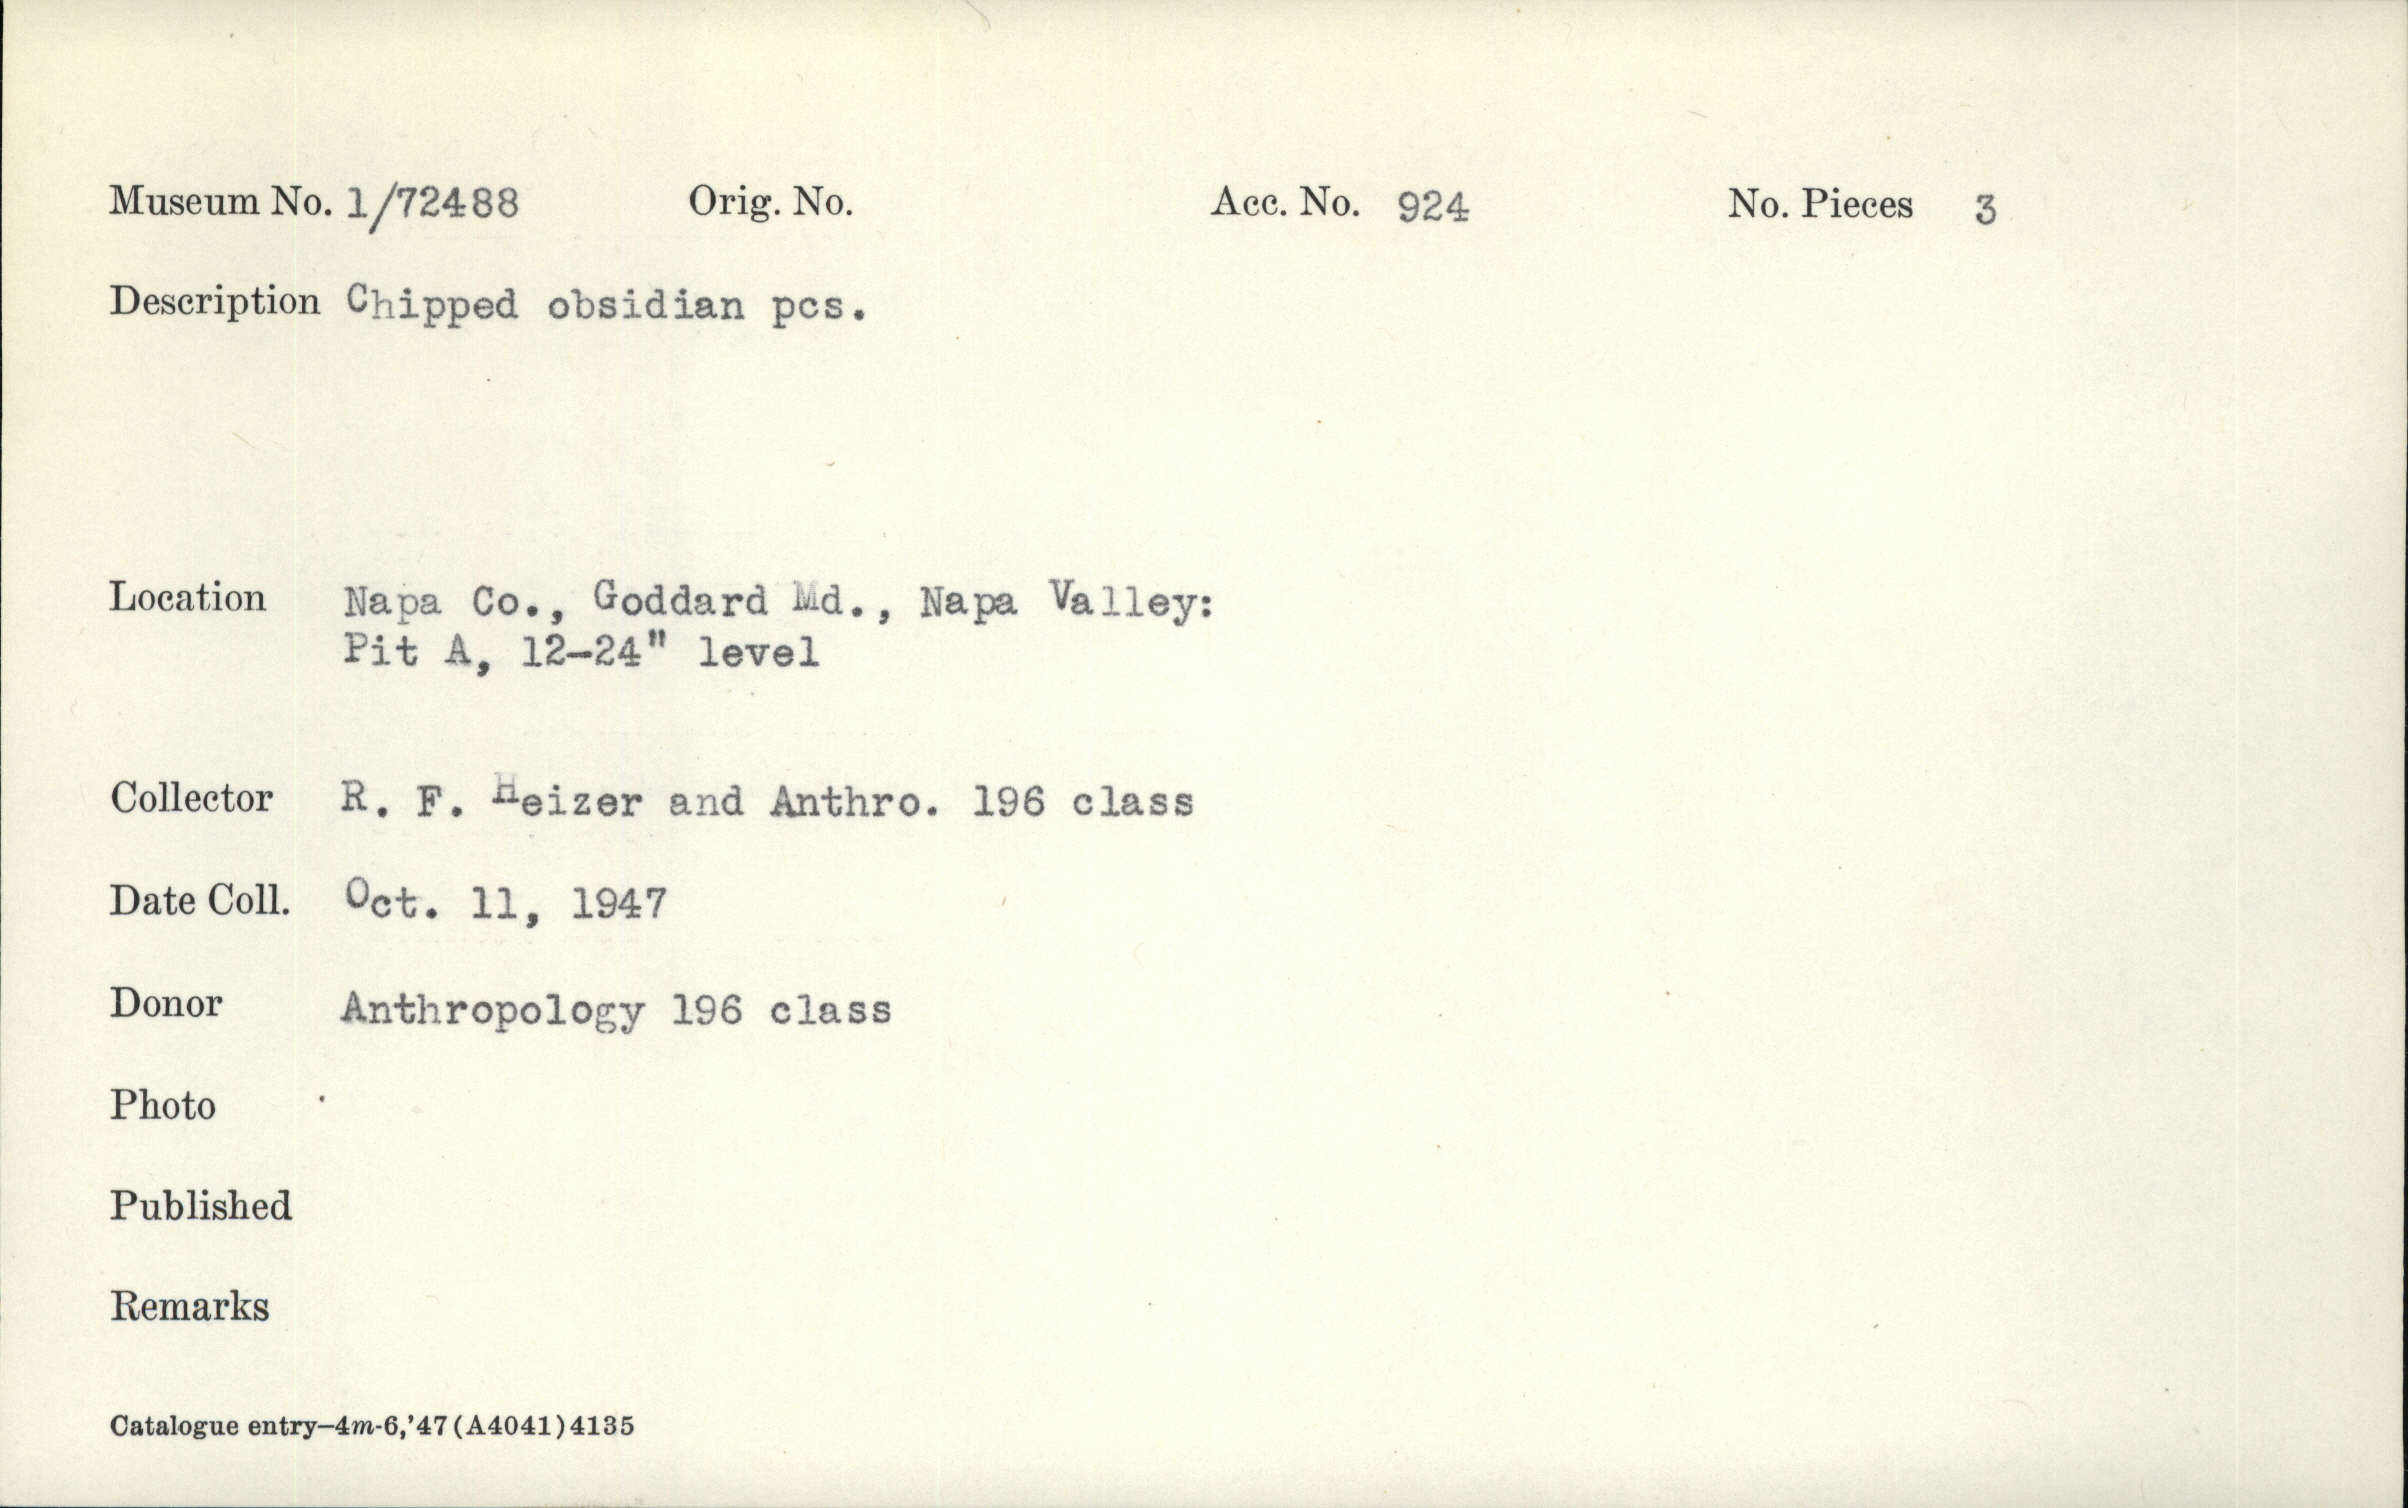 Museum No. 1/72488 Orig. No. Acc. No. 924 No. Pieces 3
Description Chipped obsidian pcs.
Location Napa Co., Goddard Md., Napa Valley:
Pit A, 12-24" level
Collector R. F. Heizer and Anthro. 196 class
Date Coll. Oct. 11, 1947
Donor Anthropology 196 class
Photo
Published
Remarks
Catalogue entry—4m-6,'47(A4041)4135